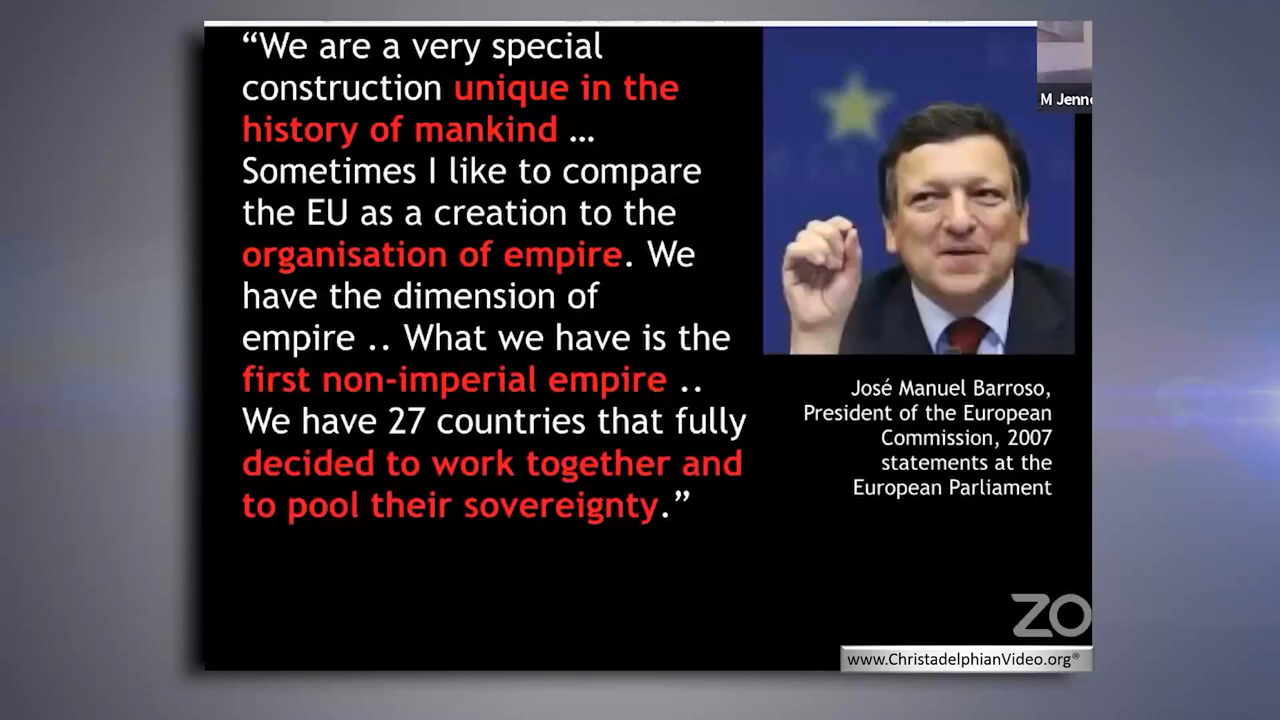 “We are a very special
construction unique in the
history of mankind …
Sometimes I like to compare
the EU as a creation to the
organisation of empire. We
have the dimension of
empire .. What we have is the
first non-imperial empire ..
We have 27 countries that fully
decided to work together and
to pool their sovereignty.”
M Jenn
José Manuel Barroso,
President of the European
Commission, 2007
statements at the
European Parliament
ZO
www.ChristadelphianVideo.org®